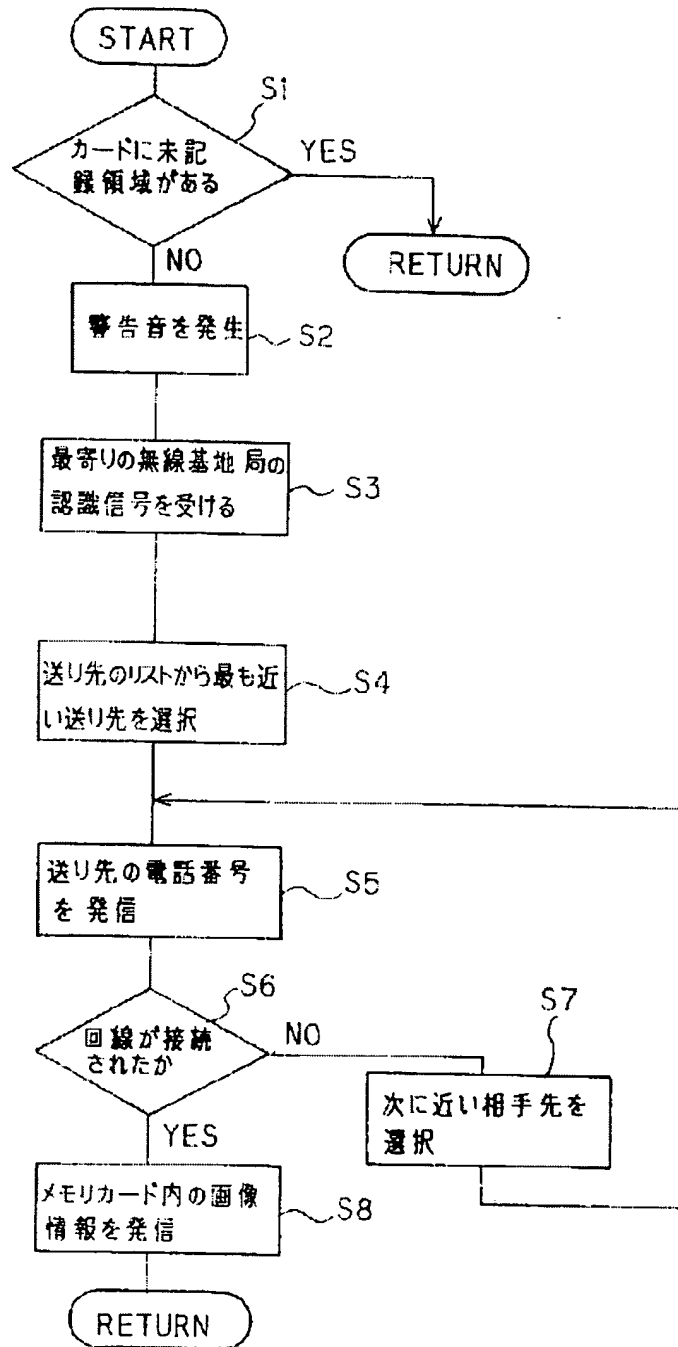 START
S1
カードに未記
録領域がある
YES
RETURN
NO
警告音を発生
S2
最寄りの無線基地局の
認識信号を受ける
S3
送り先のリストから最も近
い送り先を選択
S4
送り先の電話番号
を発信
S5
S6
回線が接続
されたか
NO
S7
次に近い相手先を
選択
YES
メモリカード内の画像
情報を発信
S8
RETURN